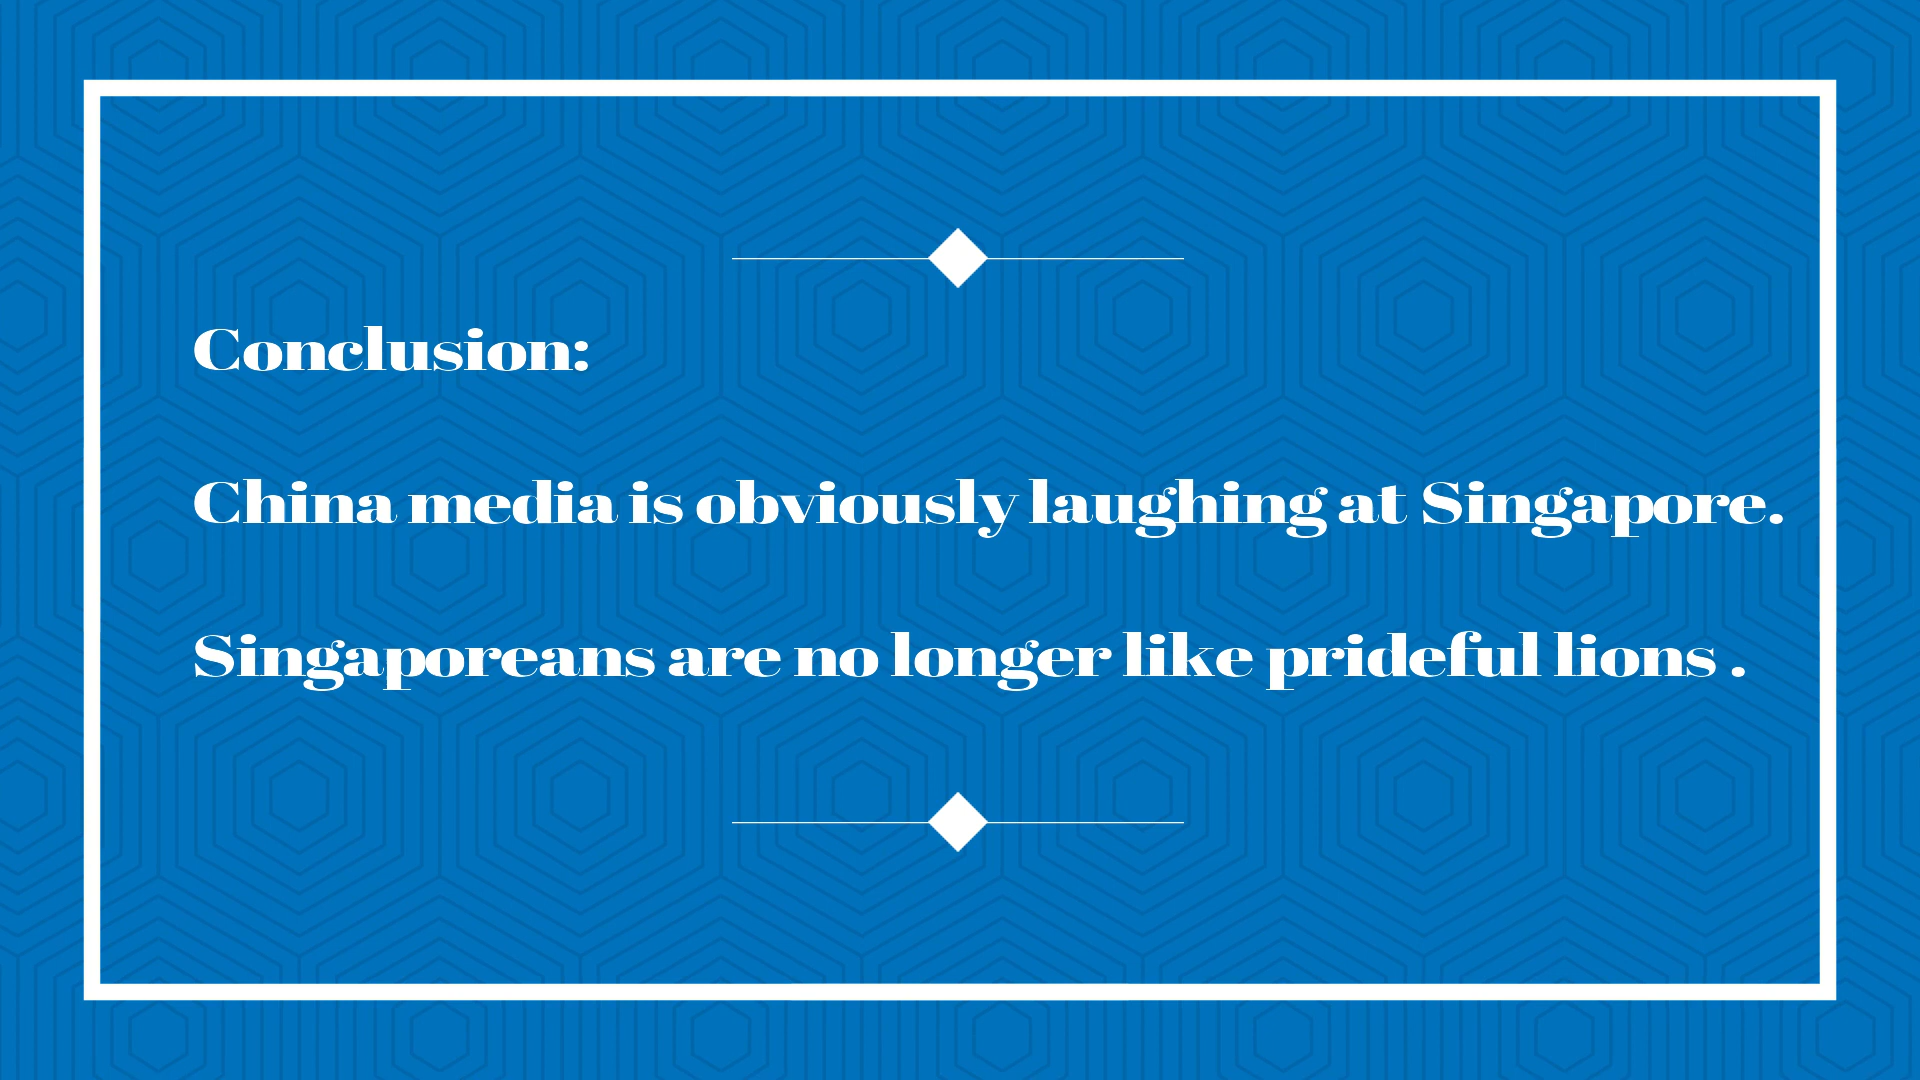 Conclusion:
China media is obviously laughing at Singapore.
Singaporeans are no longer like prideful lions .